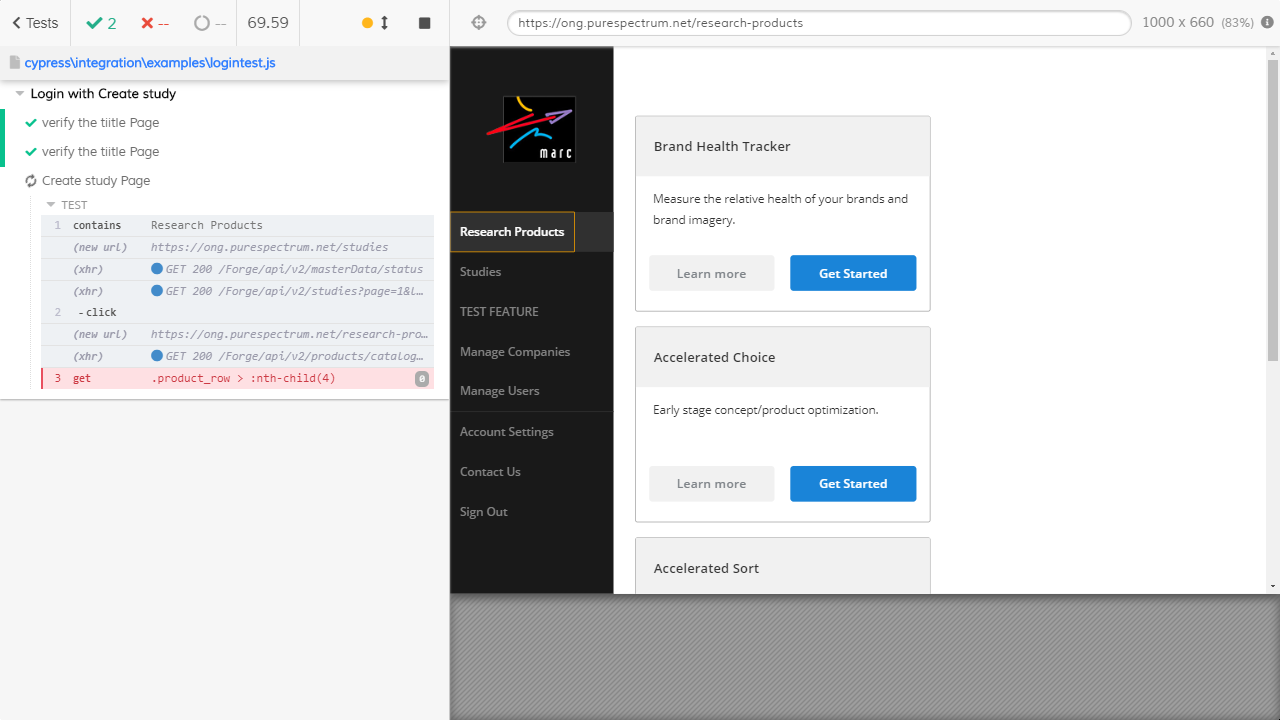 Tests
2
--
--
69.59
https://ong.purespectrum.net/research-products
1000 x 660 (83%)
cypress\integration\examples\logintest.js
Login with Create study
verify the tiitle Page
verify the tiitle Page
Create study Page
TEST
1 contains Research Products
(new url) https://ong.purespectrum.net/studies
(xhr) GET 200 /Forge/api/v2/masterData/status
(xhr) GET 200 /Forge/api/v2/studies?page=1&l…
2 -click
(new url) https://ong.purespectrum.net/research-pro…
(xhr) GET 200 /Forge/api/v2/products/catalog…
3 get .product_row > :nth-child(4) 0
marc
Research Products
Studies
TEST FEATURE
Manage Companies
Manage Users
Account Settings
Contact Us
Sign Out
Brand Health Tracker
Measure the relative health of your brands and
brand imagery.
Learn more Get Started
Accelerated Choice
Early stage concept/product optimization.
Learn more Get Started
Accelerated Sort